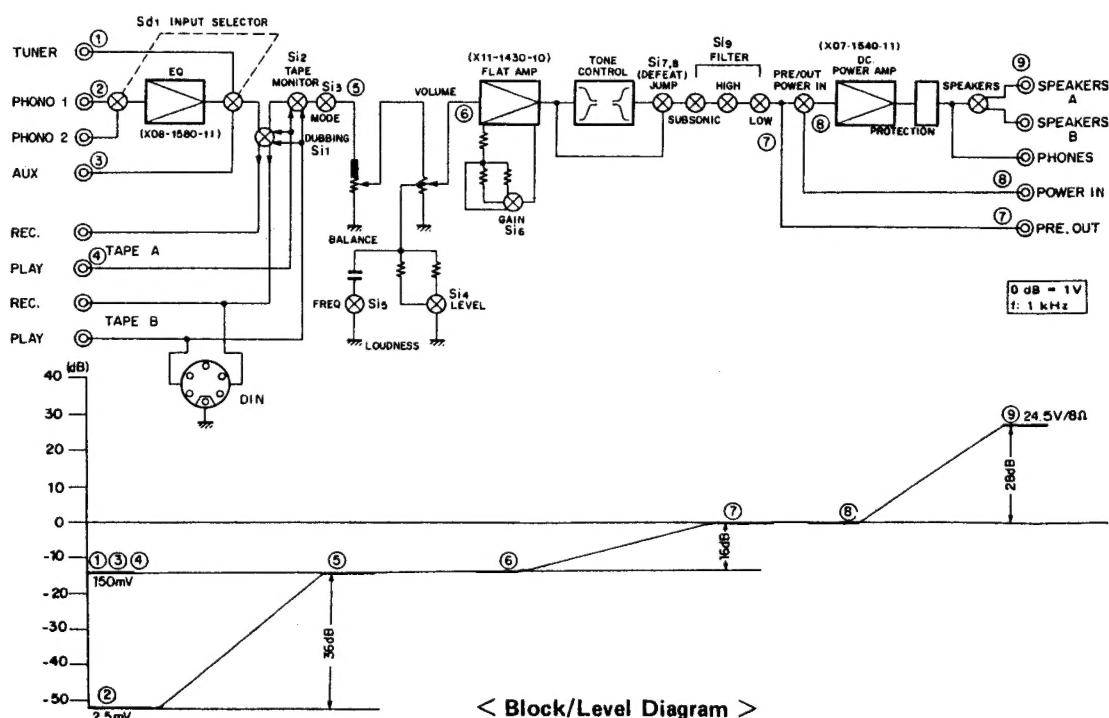 Sd1 INPUT SELECTOR
TUNER ①
PHONO 1 ②
EQ
(X08-1580-11)
PHONO 2
AUX ③
REC.
TAPE A
PLAY ④
REC.
TAPE B
PLAY
DIN
Si2
TAPE
MONITOR
Si3
MODE
⑤
DUBBING
Si1
BALANCE
VOLUME
FREQ Si5
Si4
LEVEL
LOUDNESS
(X11-1430-10)
FLAT AMP
⑥
GAIN
Si6
TONE
CONTROL
Si7,8
(DEFEAT)
JUMP
Si9
FILTER
SUBSONIC
HIGH
LOW
⑦
PRE/OUT
POWER IN
⑧
(X07-1540-11)
DC.
POWER AMP
PROTECTION
SPEAKERS
⑨
SPEAKERS
A
SPEAKERS
B
PHONES
⑧ POWER IN
⑦ PRE. OUT
0 dB = 1V
f: 1 kHz
(dB)
40
30
20
10
0
-10
-20
-30
-40
-50
① ③ ④
150mV
②
2.5mV
⑤
36dB
⑥
⑦
16dB
⑧
⑨ 24.5V/8Ω
28dB
< Block/Level Diagram >